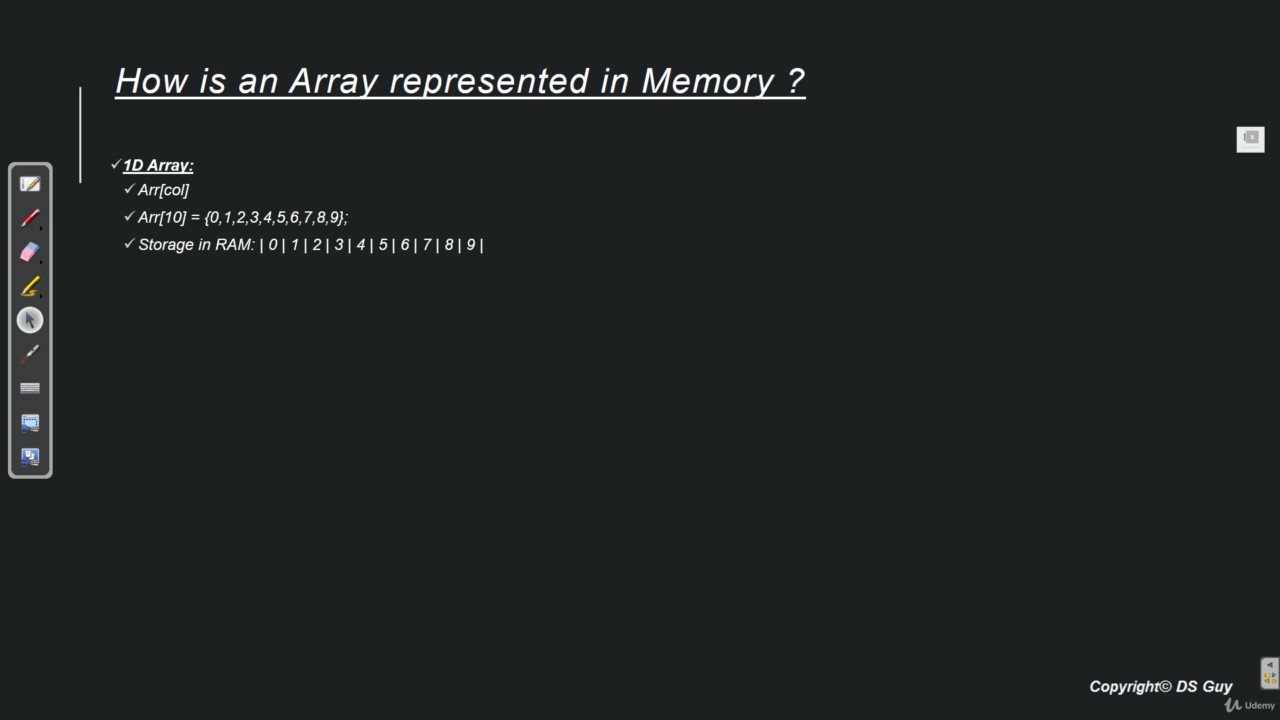 How is an Array represented in Memory ?
✓1D Array:
✓ Arr[col]
✓ Arr[10] = {0,1,2,3,4,5,6,7,8,9};
✓ Storage in RAM: | 0 | 1 | 2 | 3 | 4 | 5 | 6 | 7 | 8 | 9 |
Copyright© DS Guy
Udemy